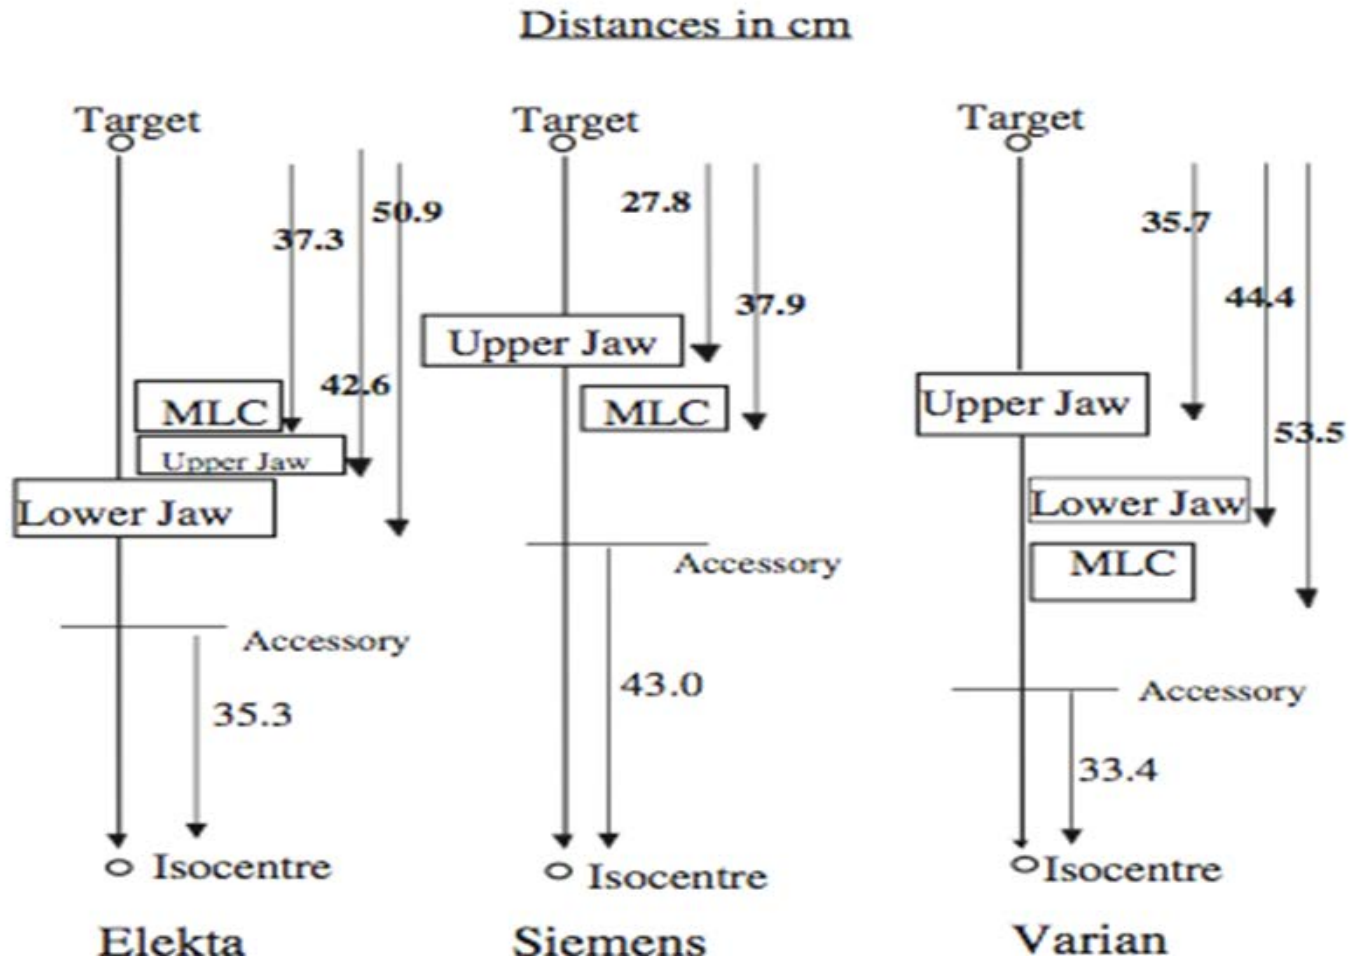 Distances in cm
Target
37.3
50.9
42.6
MLC
Upper Jaw
Lower Jaw
Accessory
35.3
Isocentre
Elekta
Target
27.8
37.9
Upper Jaw
MLC
Accessory
43.0
Isocentre
Siemens
Target
35.7
44.4
53.5
Upper Jaw
Lower Jaw
MLC
Accessory
33.4
Isocentre
Varian